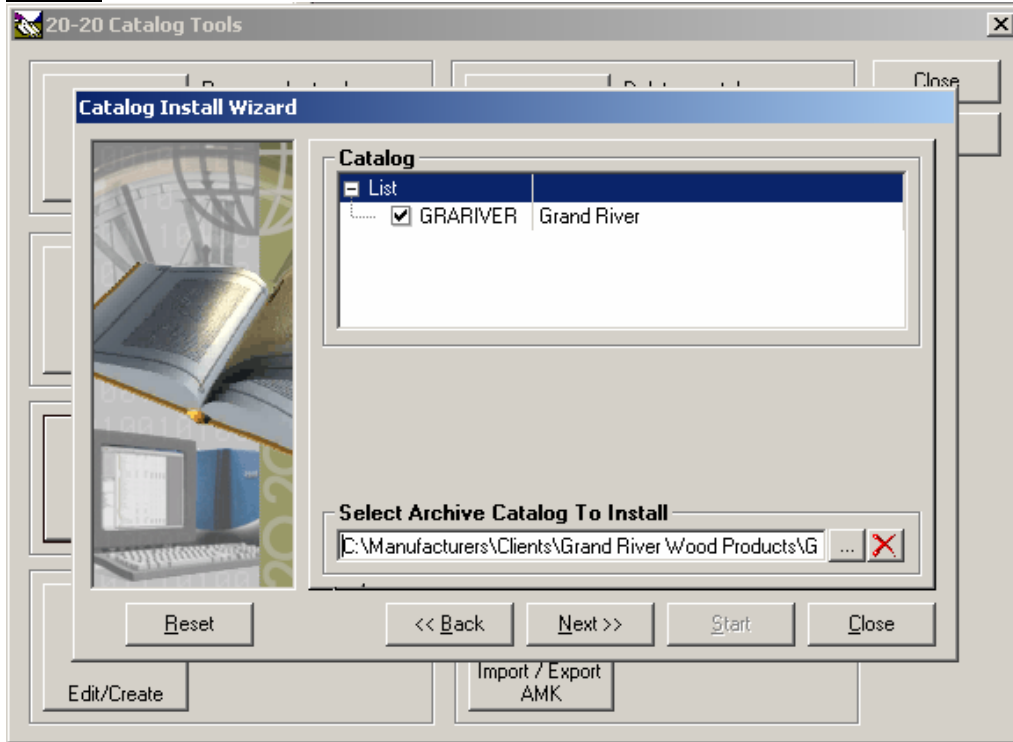 20-20 Catalog Tools
Close
Catalog Install Wizard
Catalog
List
GRARIVER Grand River
Select Archive Catalog To Install
C:\Manufacturers\Clients\Grand River Wood Products\G ...
Reset << Back Next >> Start Close
Edit/Create
Import / Export
AMK